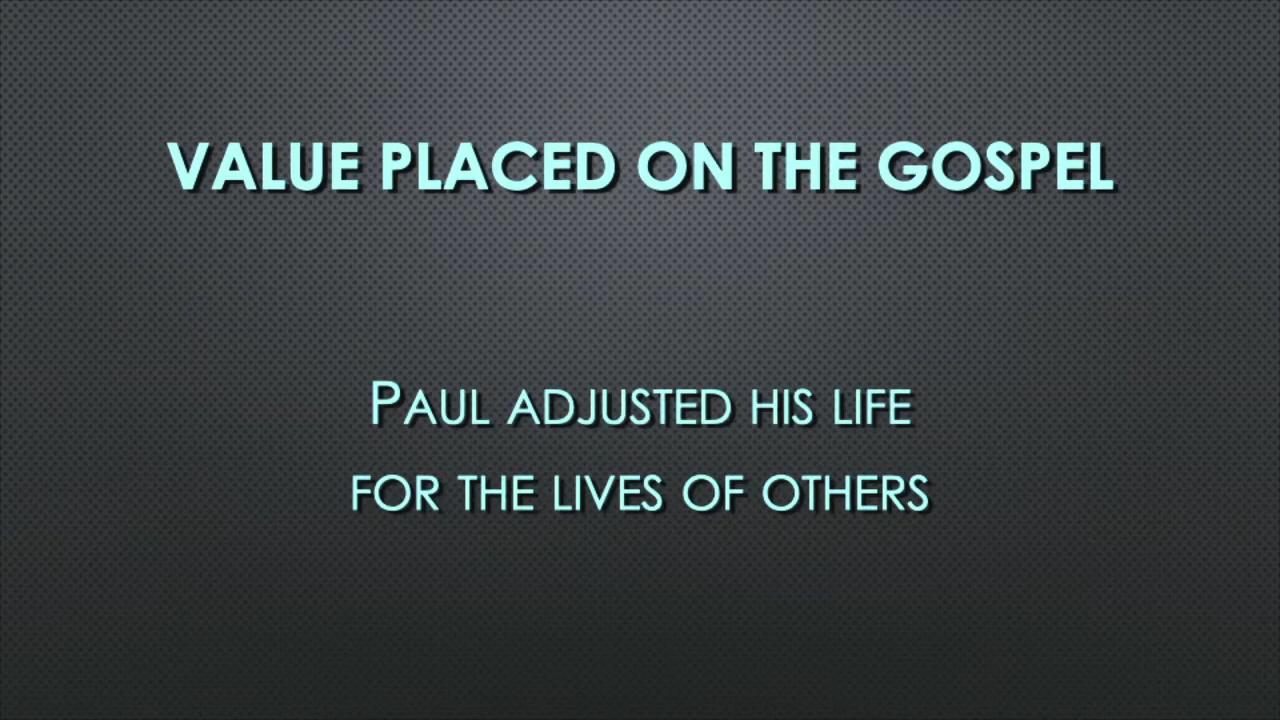 VALUE PLACED ON THE GOSPEL
PAUL ADJUSTED HIS LIFE
FOR THE LIVES OF OTHERS